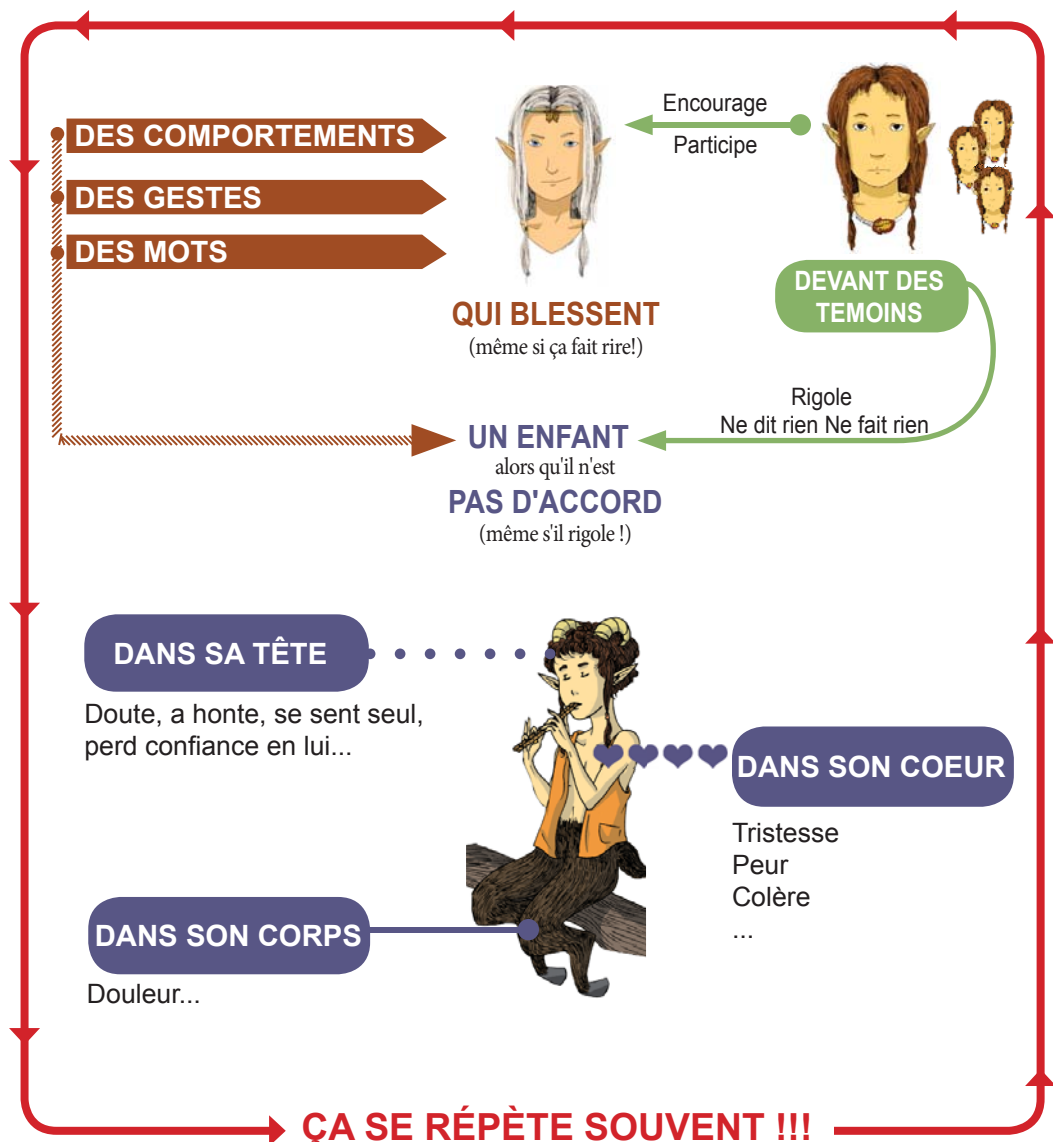 DES COMPORTEMENTS
DES GESTES
DES MOTS
Encourage
Participe
DEVANT DES
TEMOINS
QUI BLESSENT
(même si ça fait rire!)
Rigole
Ne dit rien Ne fait rien
UN ENFANT
alors qu'il n'est
PAS D'ACCORD
(même s'il rigole !)
DANS SA TÊTE
Doute, a honte, se sent seul,
perd confiance en lui...
DANS SON COEUR
Tristesse
Peur
Colère
...
DANS SON CORPS
Douleur...
ÇA SE RÉPÈTE SOUVENT !!!